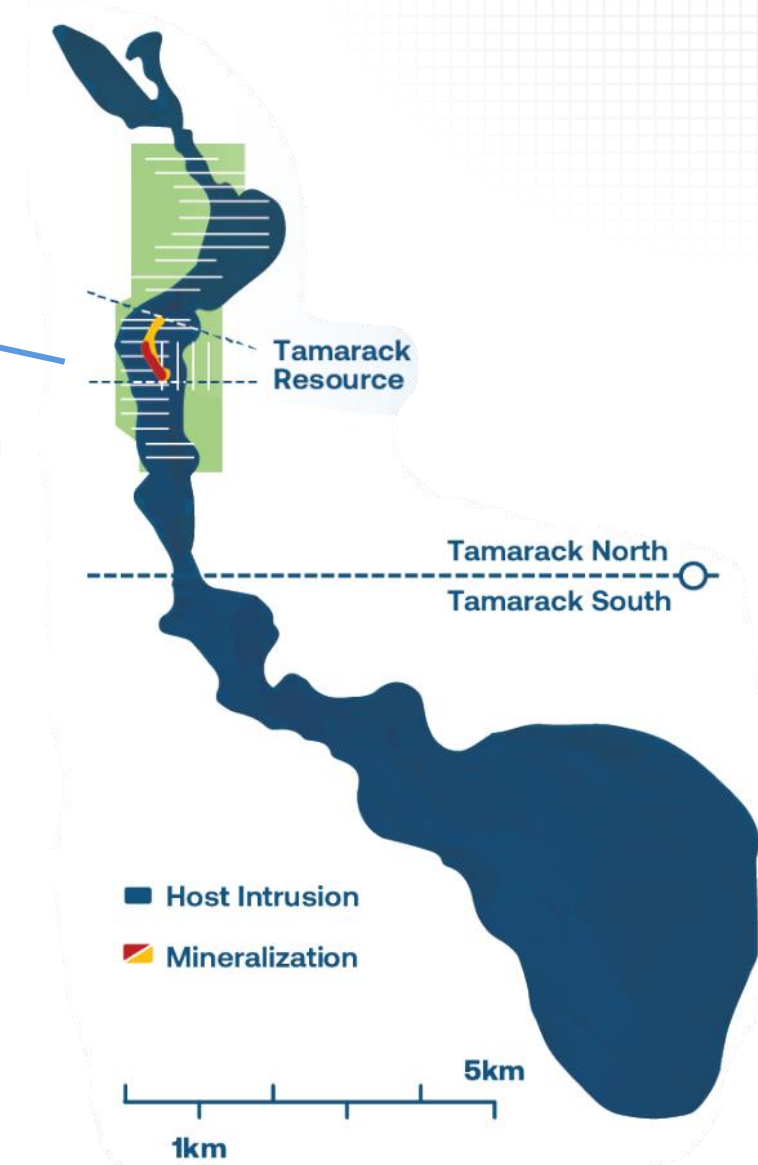 Tamarack
Resource
Tamarack North
Tamarack South
Host Intrusion
Mineralization
5km
1km